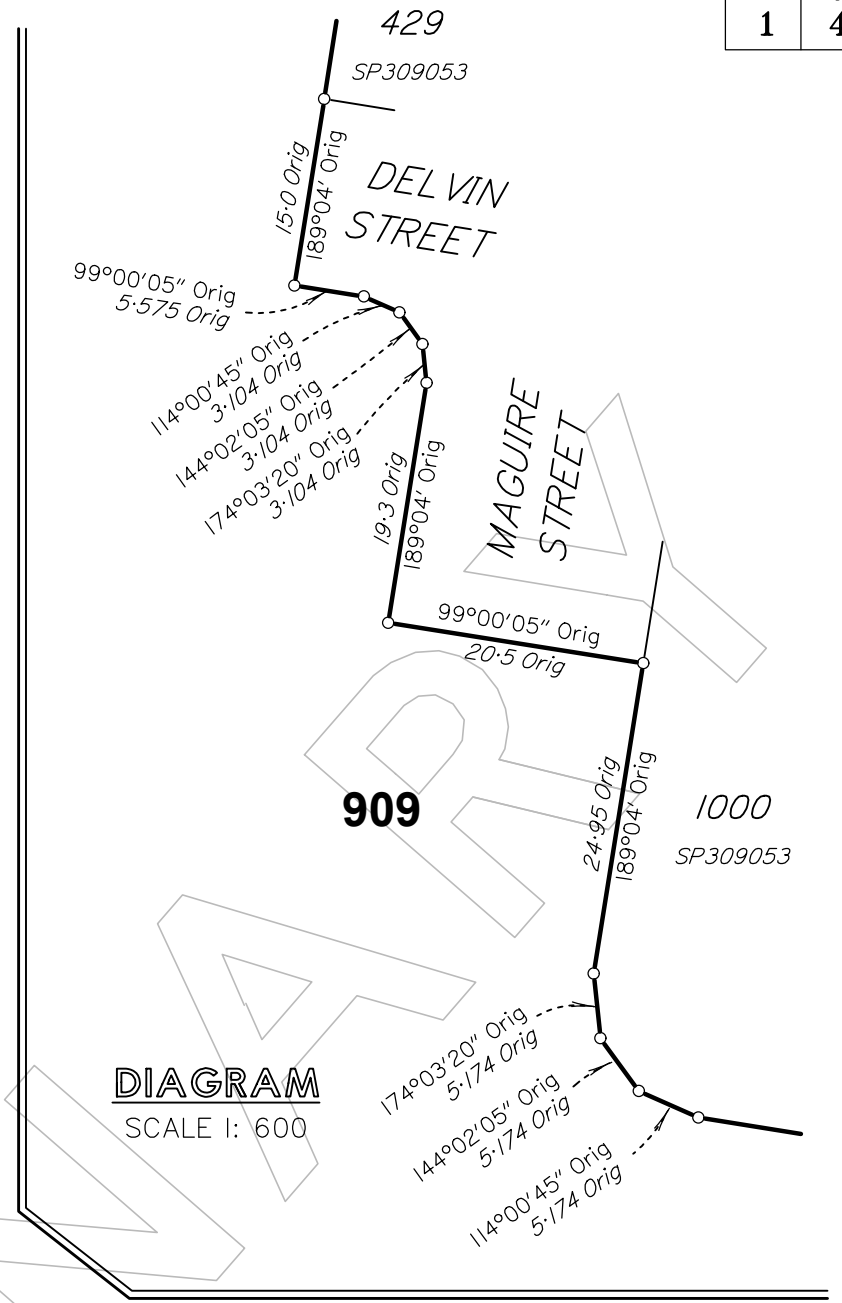 429
SP309053
1
15·0 Orig
189°04' Orig
DELVIN
STREET
99°00'05" Orig
5·575 Orig
114°00'45" Orig
3·104 Orig
144°02'05" Orig
3·104 Orig
174°03'20" Orig
3·104 Orig
19·3 Orig
189°04' Orig
MAGUIRE
STREET
99°00'05" Orig
20·5 Orig
909
24·95 Orig
189°04' Orig
1000
SP309053
174°03'20" Orig
5·174 Orig
144°02'05" Orig
5·174 Orig
114°00'45" Orig
5·174 Orig
DIAGRAM
SCALE 1: 600